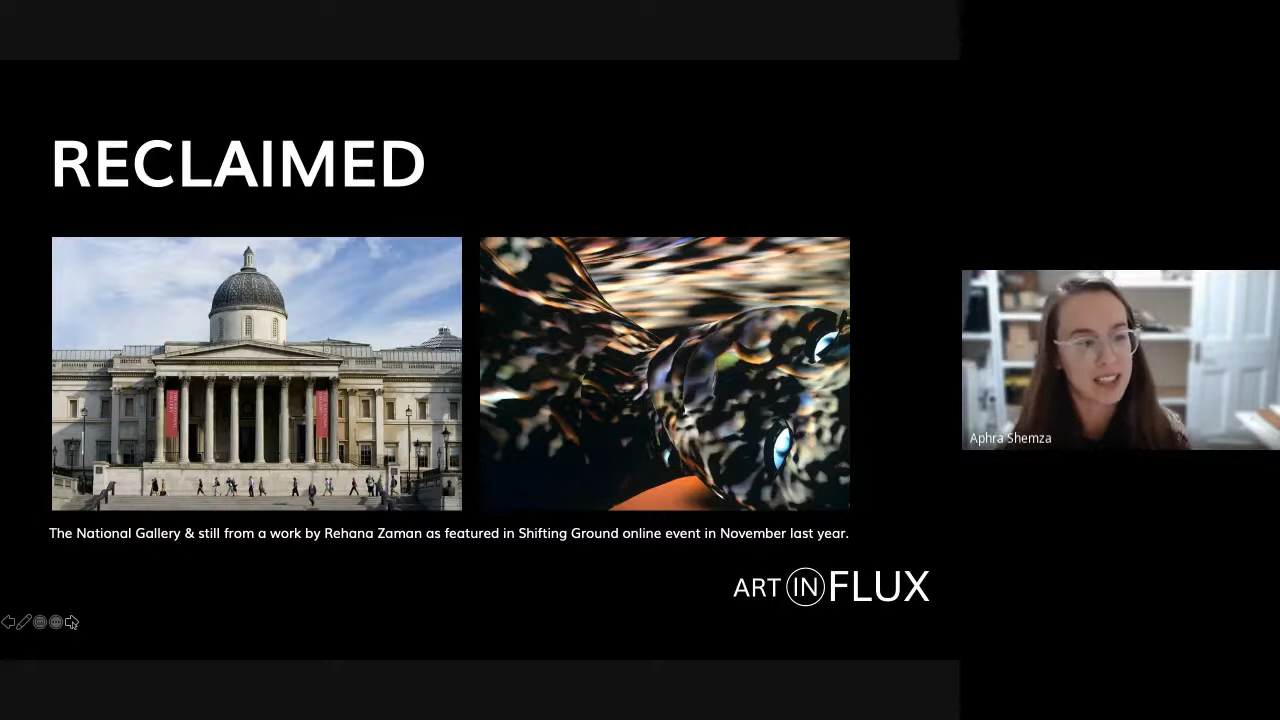 RECLAIMED
The National Gallery & still from a work by Rehana Zaman as featured in Shifting Ground online event in November last year.
ART IN FLUX
Aphra Shemza